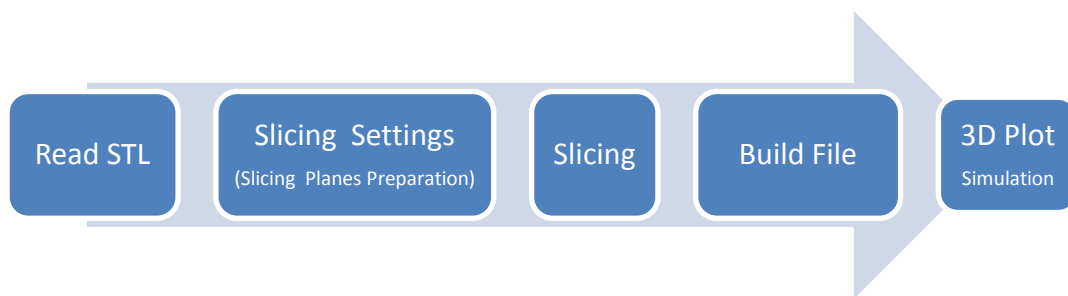 Read STL
Slicing Settings
(Slicing Planes Preparation)
Slicing
Build File
3D Plot
Simulation